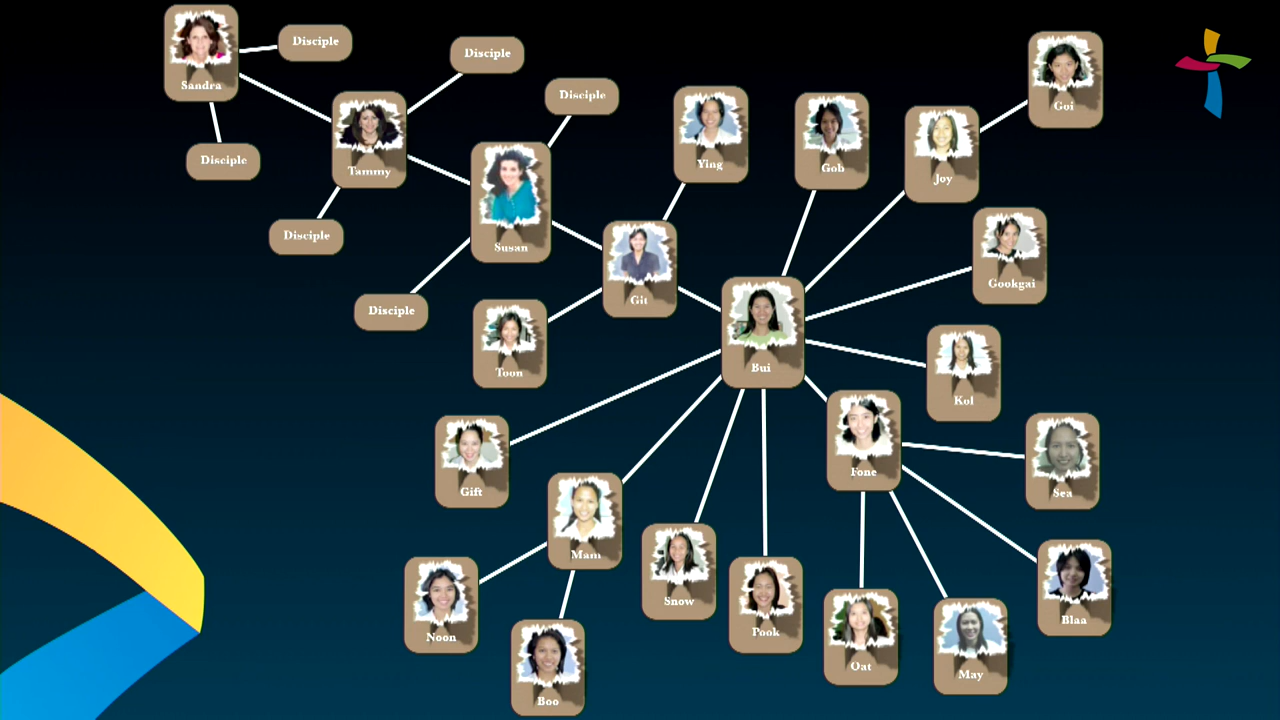 Sandra
Disciple
Disciple
Tammy
Disciple
Disciple
Disciple
Susan
Disciple
Ying
Git
Toon
Gob
Joy
Goi
Gookgai
Bui
Kol
Fone
Gift
Mam
Noon
Boo
Snow
Pook
Oat
May
Blaa
Sea